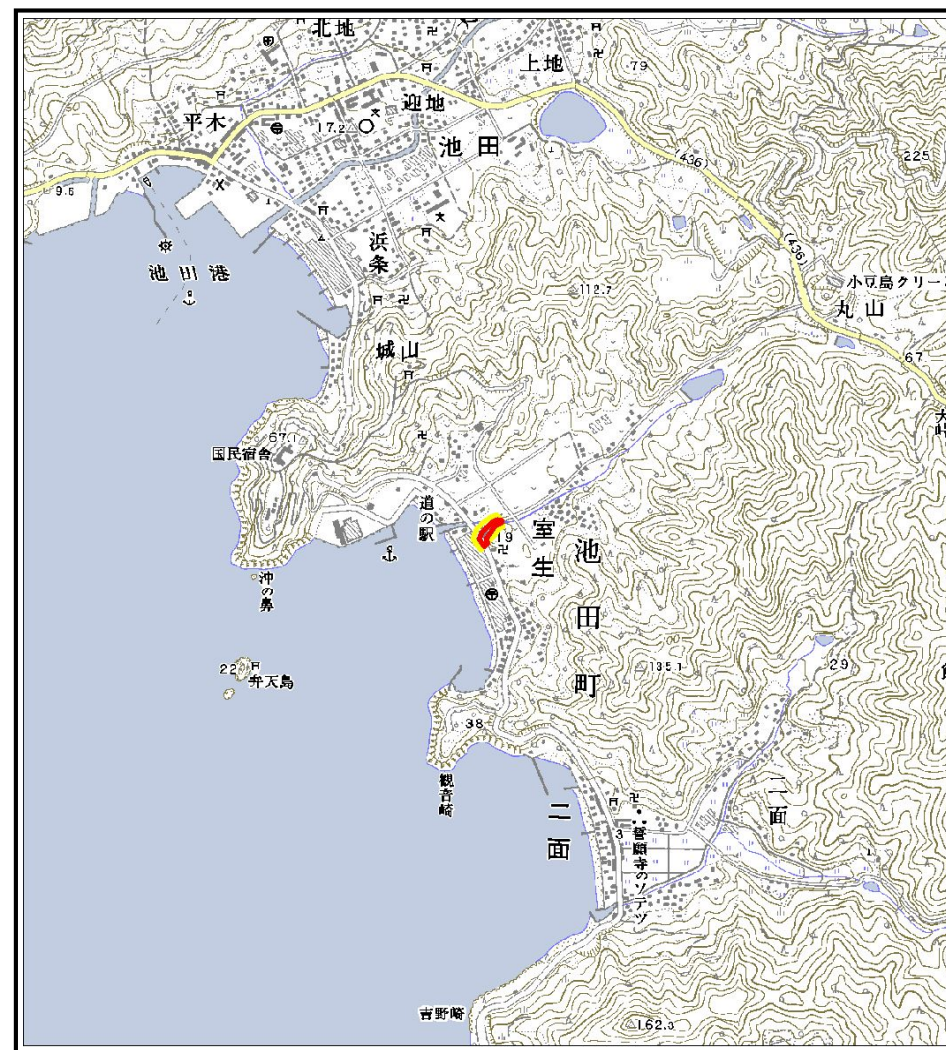 北地
上地
79
平木
迎地
17.2
池田
225
(436)
9.6
浜条
(436)
池田港
小豆島クリーン
112.7
丸山
城山
67
67.1
国民宿舎
道の駅
19
室生
池田町
沖の鼻
22
弁天島
135.1
29
38
観音崎
二面
二面
3
誓願寺のソテツ
吉野崎
162.3